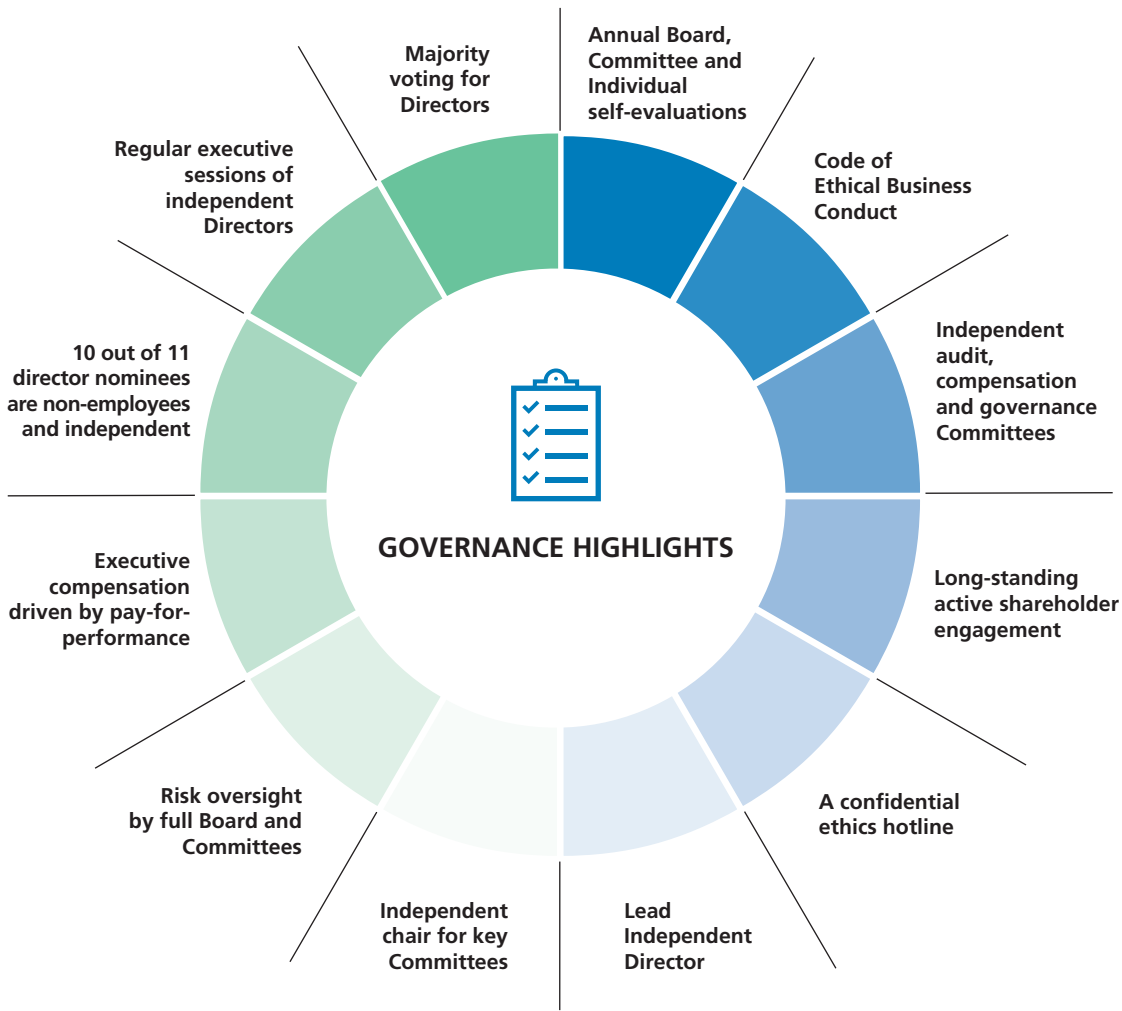 Annual Board,
Committee and
Individual
self-evaluations
Code of
Ethical Business
Conduct
Independent
audit,
compensation
and governance
Committees
Long-standing
active shareholder
engagement
A confidential
ethics hotline
Lead
Independent
Director
Independent
chair for key
Committees
Risk oversight
by full Board and
Committees
Executive
compensation
driven by pay-for-
performance
10 out of 11
director nominees
are non-employees
and independent
Regular executive
sessions of
independent
Directors
Majority
voting for
Directors
GOVERNANCE HIGHLIGHTS